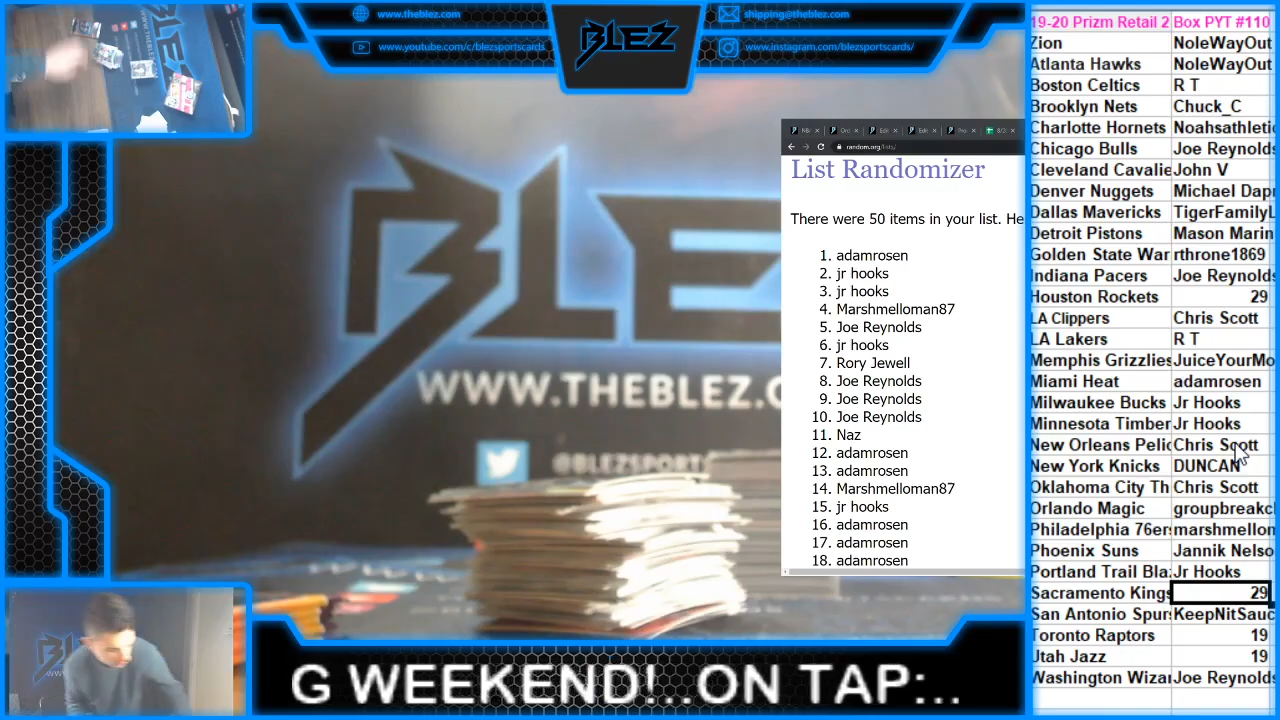 www.theblez.com
www.youtube.com/c/blezsportscards
BLEZ
shipping@theblez.com
www.instagram.com/blezsportscards/
BLEZ
WWW.THEBLEZ.C
@BLEZSPORTS
random.org/lists/
List Randomizer
There were 50 items in your list. He
1. adamrosen
2. jr hooks
3. jr hooks
4. Marshmelloman87
5. Joe Reynolds
6. jr hooks
7. Rory Jewell
8. Joe Reynolds
9. Joe Reynolds
10. Joe Reynolds
11. Naz
12. adamrosen
13. adamrosen
14. Marshmelloman87
15. jr hooks
16. adamrosen
17. adamrosen
18. adamrosen
19-20 Prizm Retail 2 Box PYT #110
Zion NoleWayOut
Atlanta Hawks NoleWayOut
Boston Celtics R T
Brooklyn Nets Chuck_C
Charlotte Hornets Noahsathleti
Chicago Bulls Joe Reynolds
Cleveland Cavalie John V
Denver Nuggets Michael Dap
Dallas Mavericks TigerFamilyL
Detroit Pistons Mason Marin
Golden State War rthrone1869
Indiana Pacers Joe Reynolds
Houston Rockets 29
LA Clippers Chris Scott
LA Lakers R T
Memphis Grizzlies JuiceYourMo
Miami Heat adamrosen
Milwaukee Bucks Jr Hooks
Minnesota Timber Jr Hooks
New Orleans Pelic Chris Scott
New York Knicks DUNCAN
Oklahoma City Th Chris Scott
Orlando Magic groupbreakc
Philadelphia 76ers marshmellon
Phoenix Suns Jannik Nelso
Portland Trail Bla Jr Hooks
Sacramento Kings 29
San Antonio Spurs KeepNitSauc
Toronto Raptors 19
Utah Jazz 19
Washington Wizar Joe Reynolds
G WEEKEND!..ON TAP:..